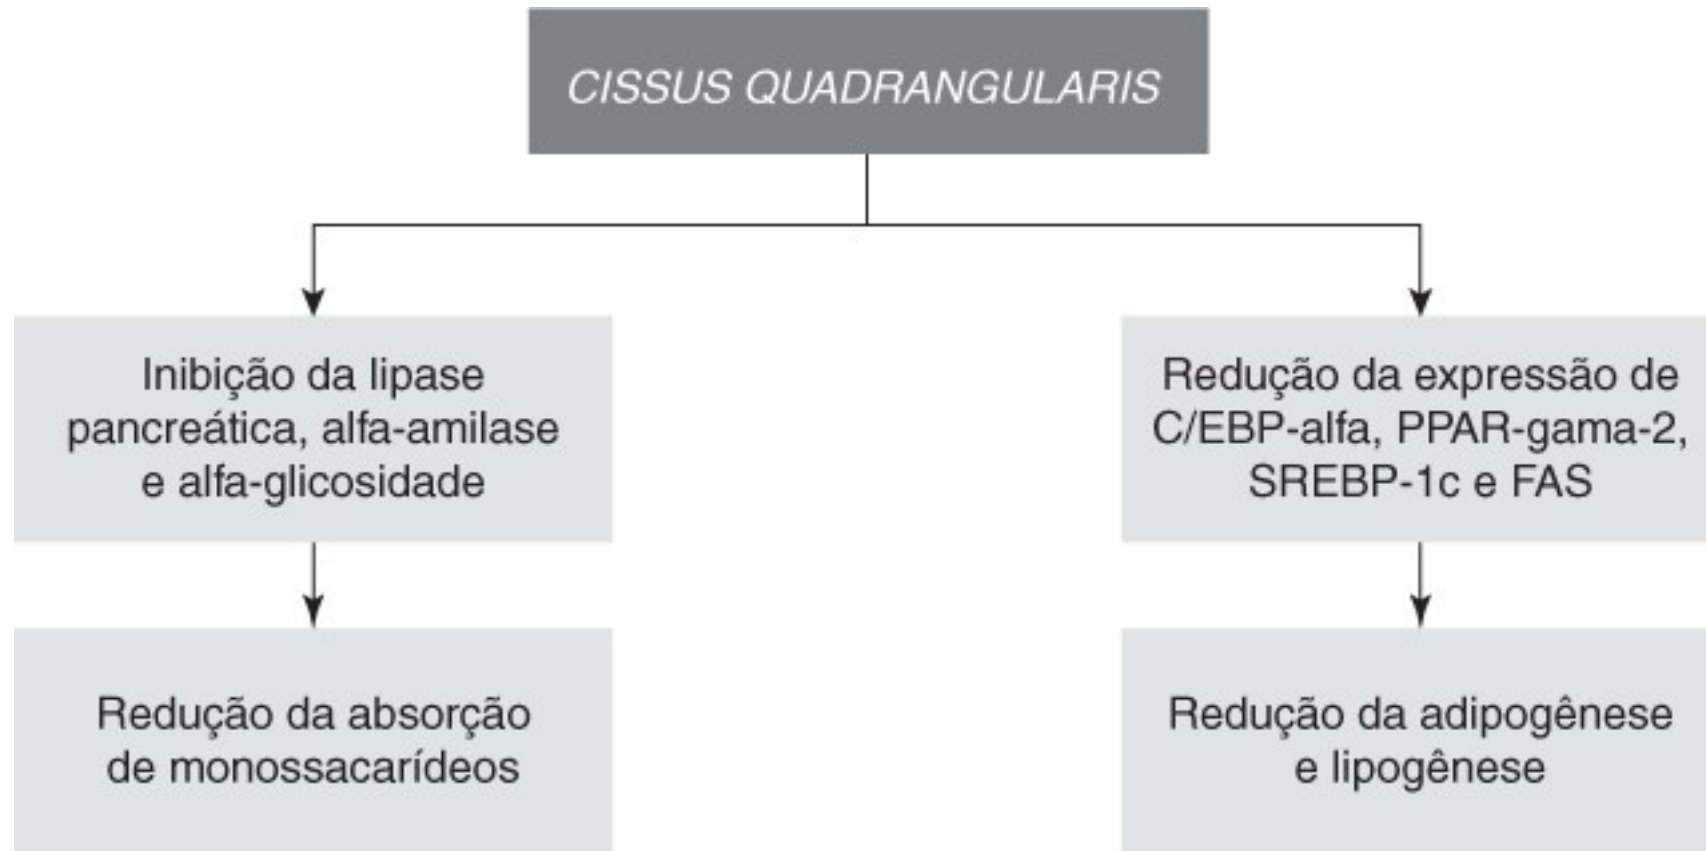 CISSUS QUADRANGULARIS
Inibição da lipase
pancreática, alfa-amilase
e alfa-glicosidade
Redução da expressão de
C/EBP-alfa, PPAR-gama-2,
SREBP-1c e FAS
Redução da absorção
de monossacarídeos
Redução da adipogênese
e lipogênese